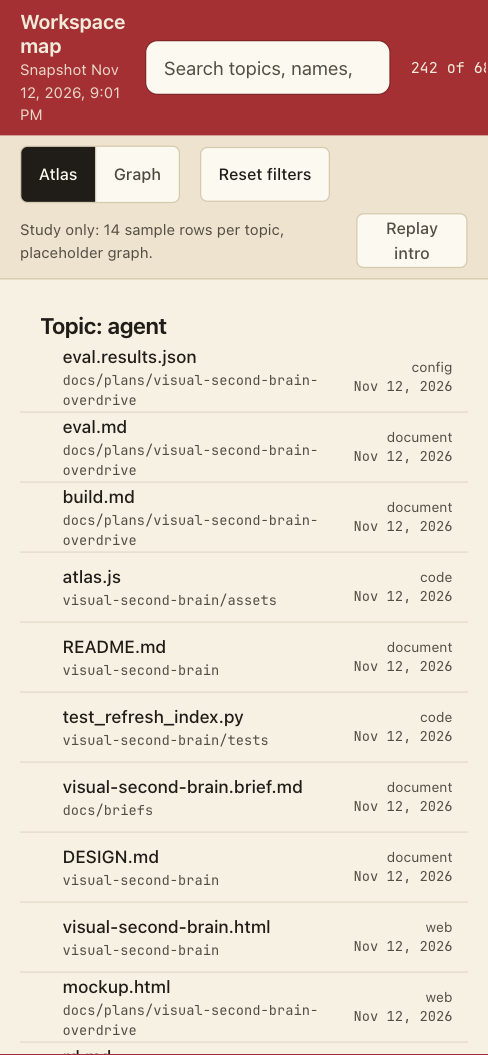 Workspace
map
Snapshot Nov
12, 2026, 9:01
PM
Search topics, names,
242 of
Atlas
Graph
Reset filters
Study only: 14 sample rows per topic,
placeholder graph.
Replay
intro
Topic: agent
eval.results.json
docs/plans/visual-second-brain-
overdrive
config
Nov 12, 2026
eval.md
docs/plans/visual-second-brain-
overdrive
document
Nov 12, 2026
build.md
docs/plans/visual-second-brain-
overdrive
document
Nov 12, 2026
atlas.js
visual-second-brain/assets
code
Nov 12, 2026
README.md
visual-second-brain
document
Nov 12, 2026
test_refresh_index.py
visual-second-brain/tests
code
Nov 12, 2026
visual-second-brain.brief.md
docs/briefs
document
Nov 12, 2026
DESIGN.md
visual-second-brain
document
Nov 12, 2026
visual-second-brain.html
visual-second-brain
web
Nov 12, 2026
mockup.html
docs/plans/visual-second-brain-
overdrive
web
Nov 12, 2026